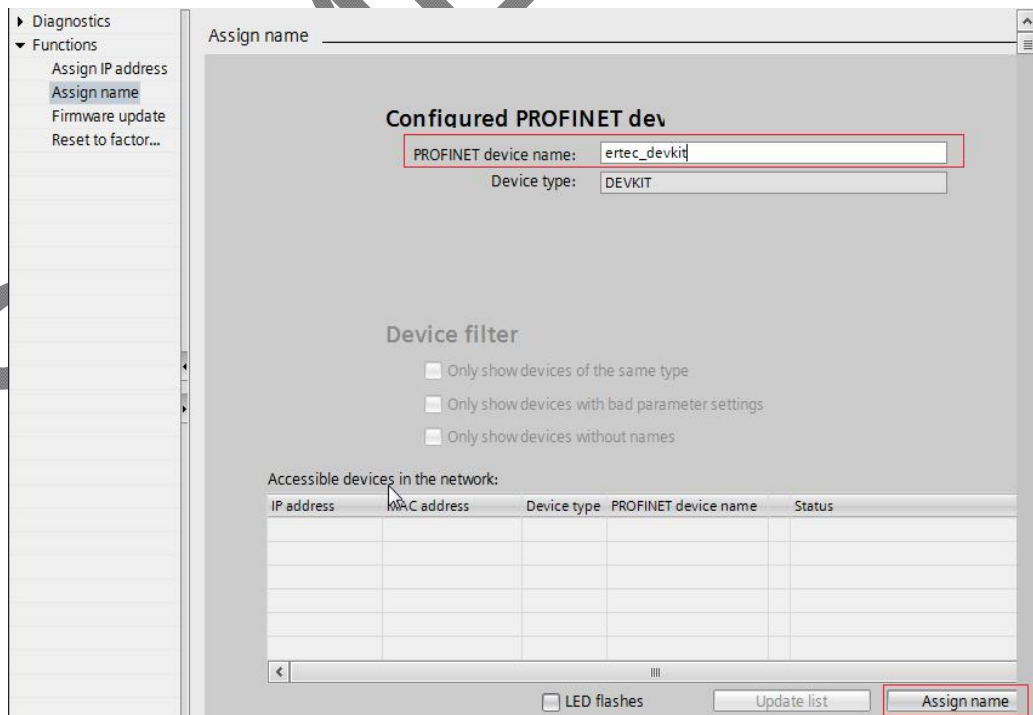 Diagnostics
Functions
Assign IP address
Assign name
Firmware update
Reset to factor...
Assign name
Configured PROFINET dev
PROFINET device name: ertec_devkit
Device type: DEVKIT
Device filter
Only show devices of the same type
Only show devices with bad parameter settings
Only show devices without names
Accessible devices in the network:
IP address MAC address Device type PROFINET device name Status
LED flashes Update list Assign name